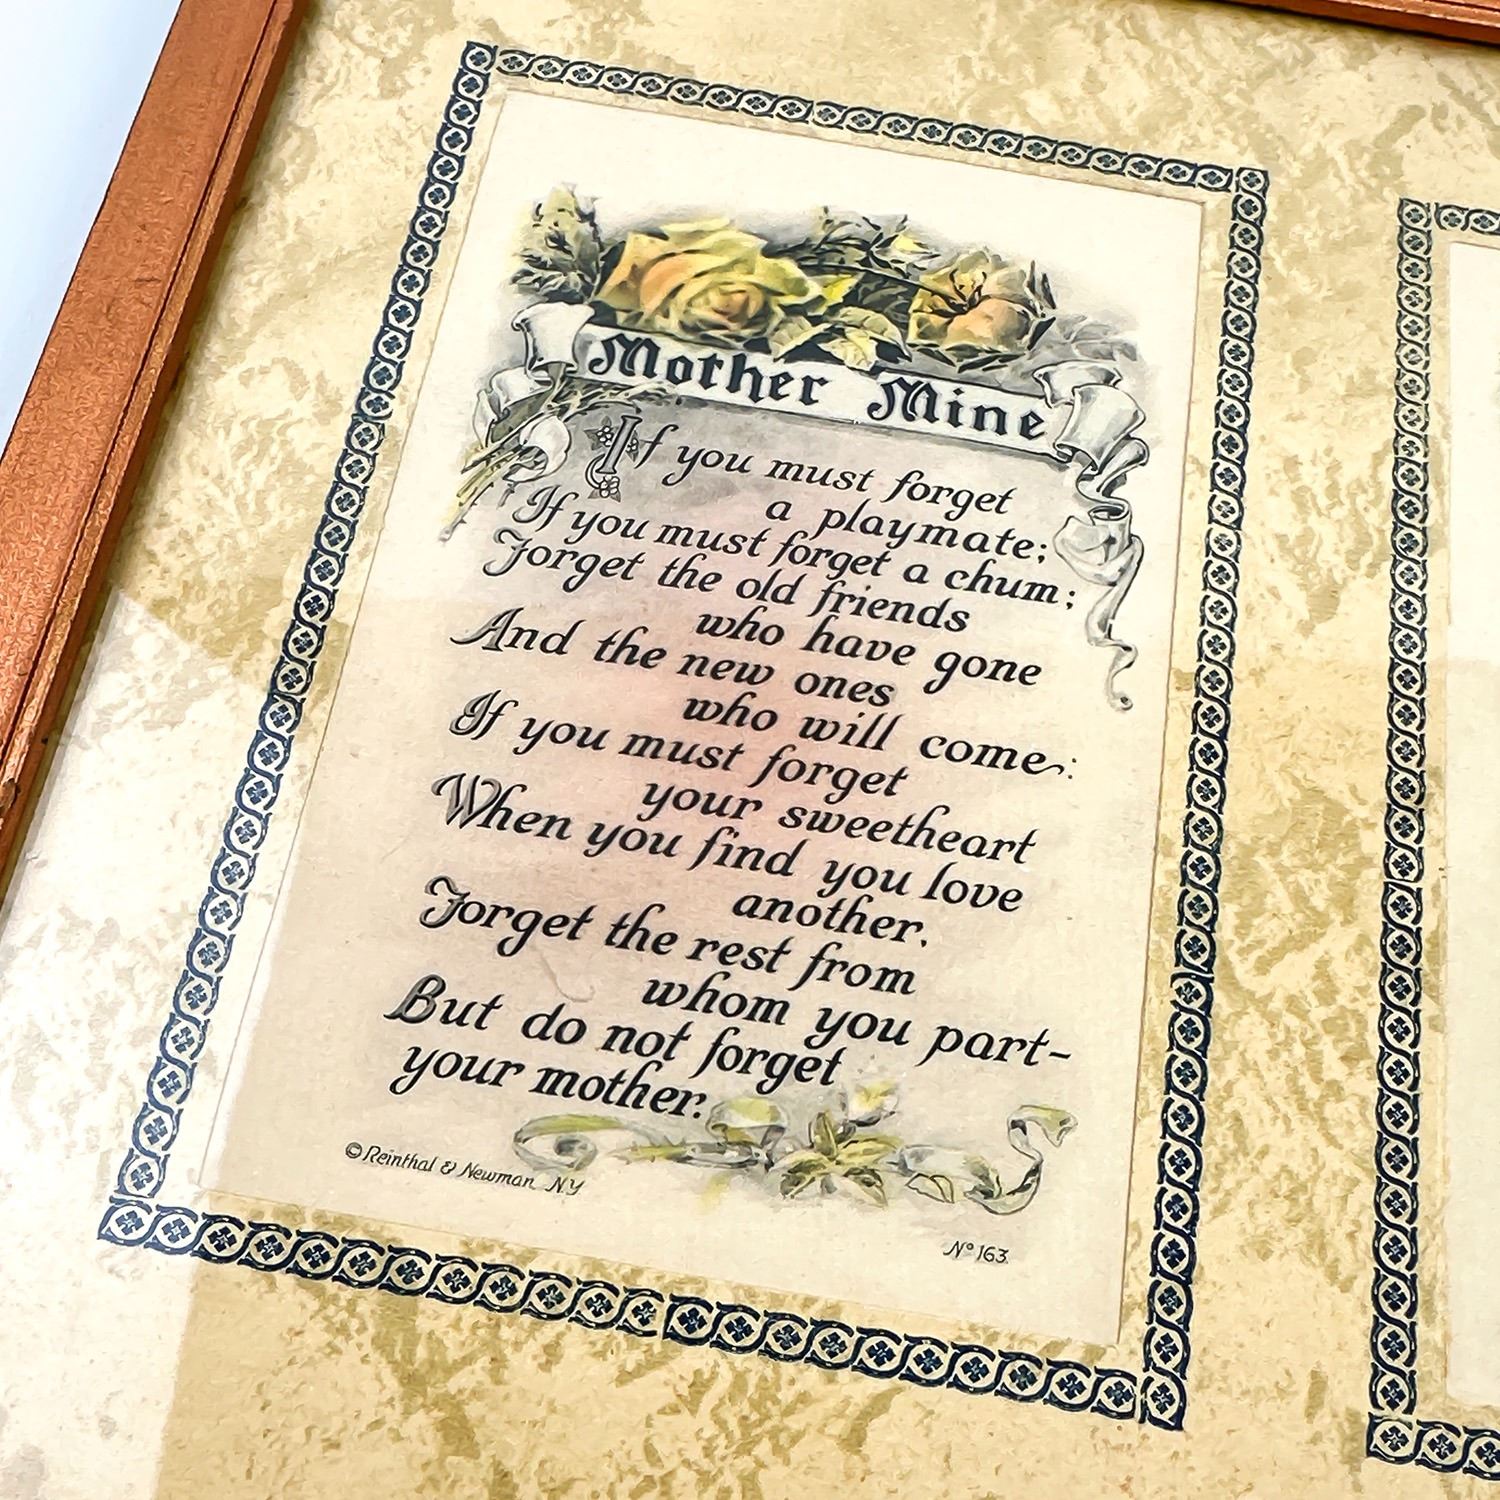 Mother Mine
If you must forget
a playmate;
If you must forget a chum;
Forget the old friends
who have gone
And the new ones
who will come:
If you must forget
your sweetheart
When you find you love
another.
Forget the rest from
whom you part-
But do not forget
your mother.
© Reinthal & Newman N.Y
Nº 163.